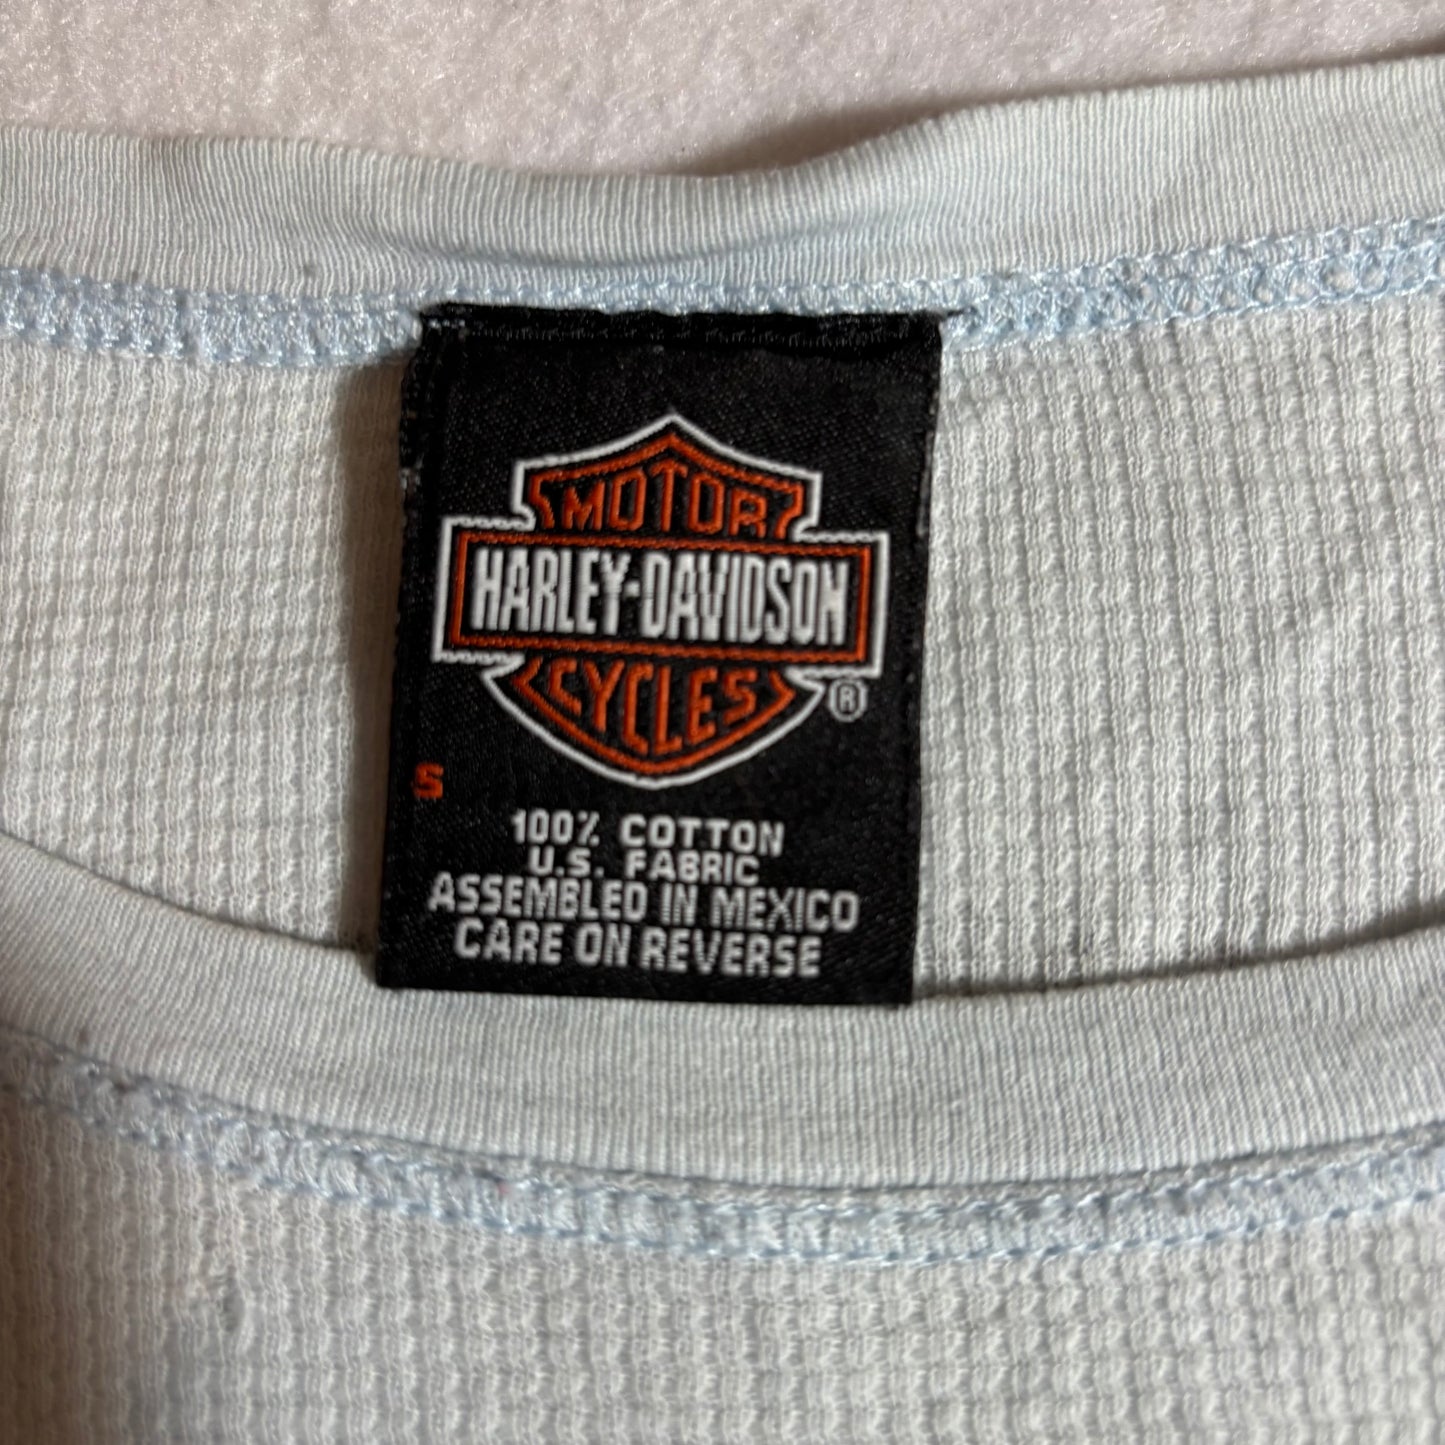 MOTOR
HARLEY-DAVIDSON
CYCLES
®
S
100% COTTON
U.S. FABRIC
ASSEMBLED IN MEXICO
CARE ON REVERSE